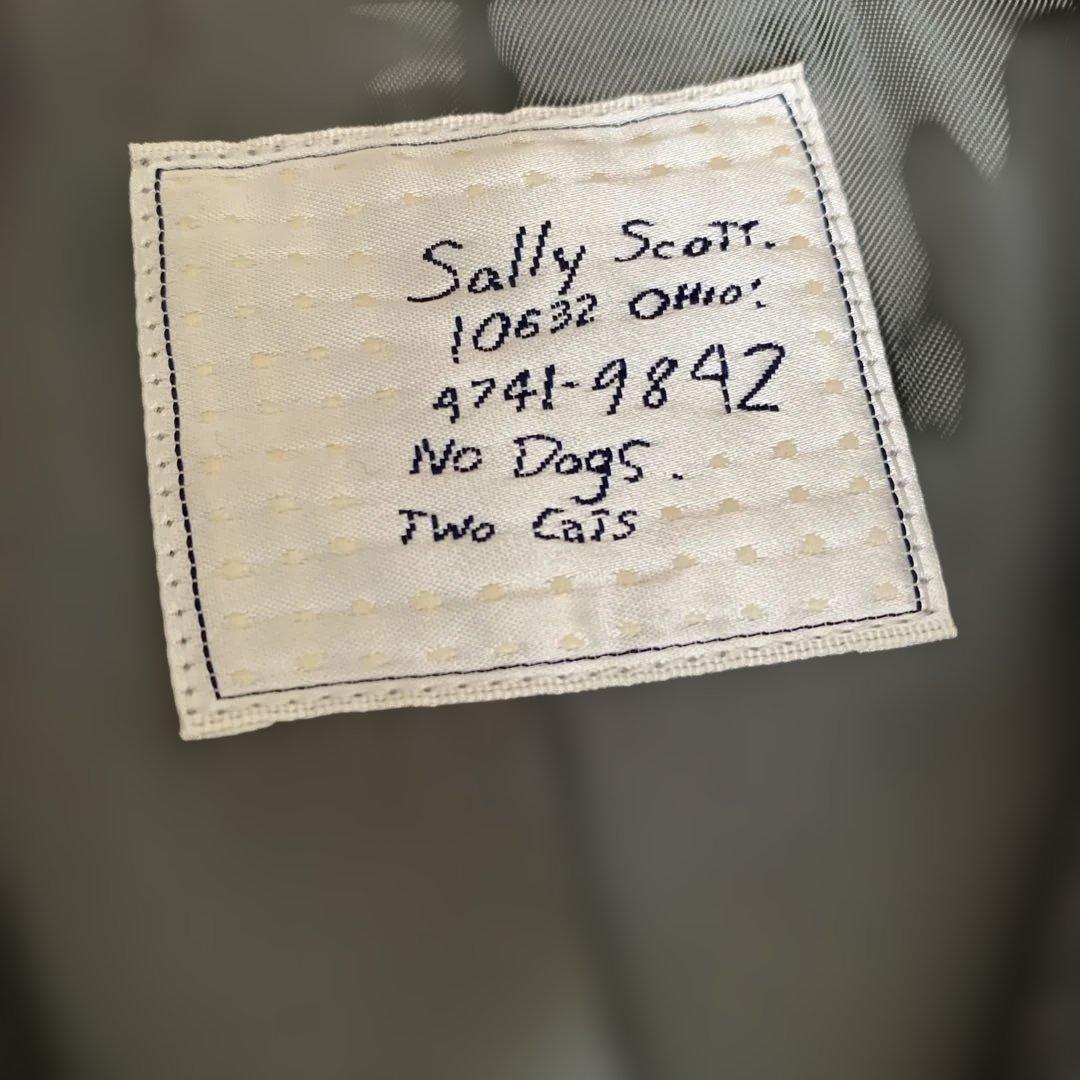 Sally Scott.
10632 OHIO:
4741-9842
No Dogs.
Two Cats